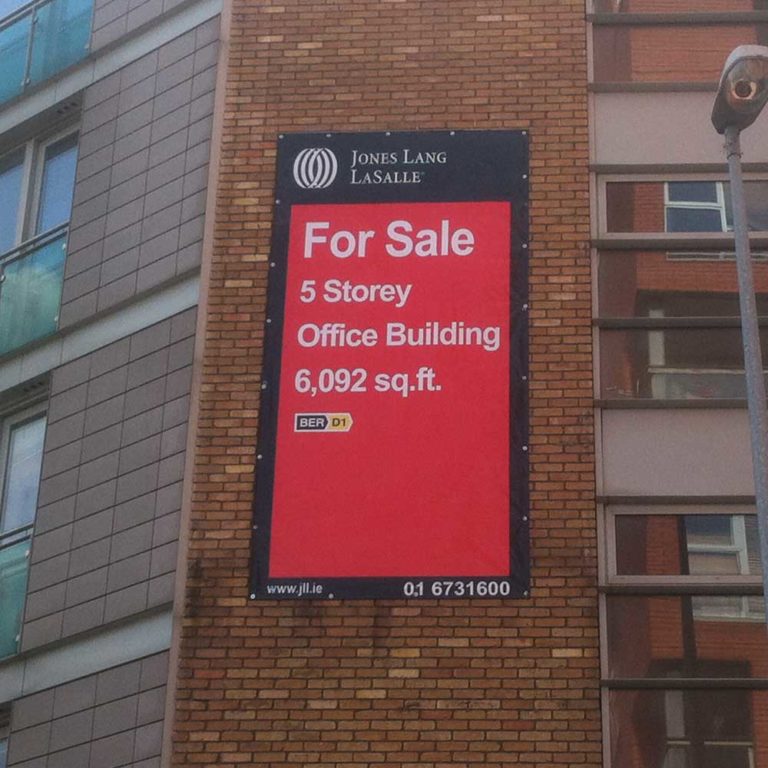 JONES LANG
LASALLE
For Sale
5 Storey
Office Building
6,092 sq.ft.
BER D1
www.jll.ie 01 6731600